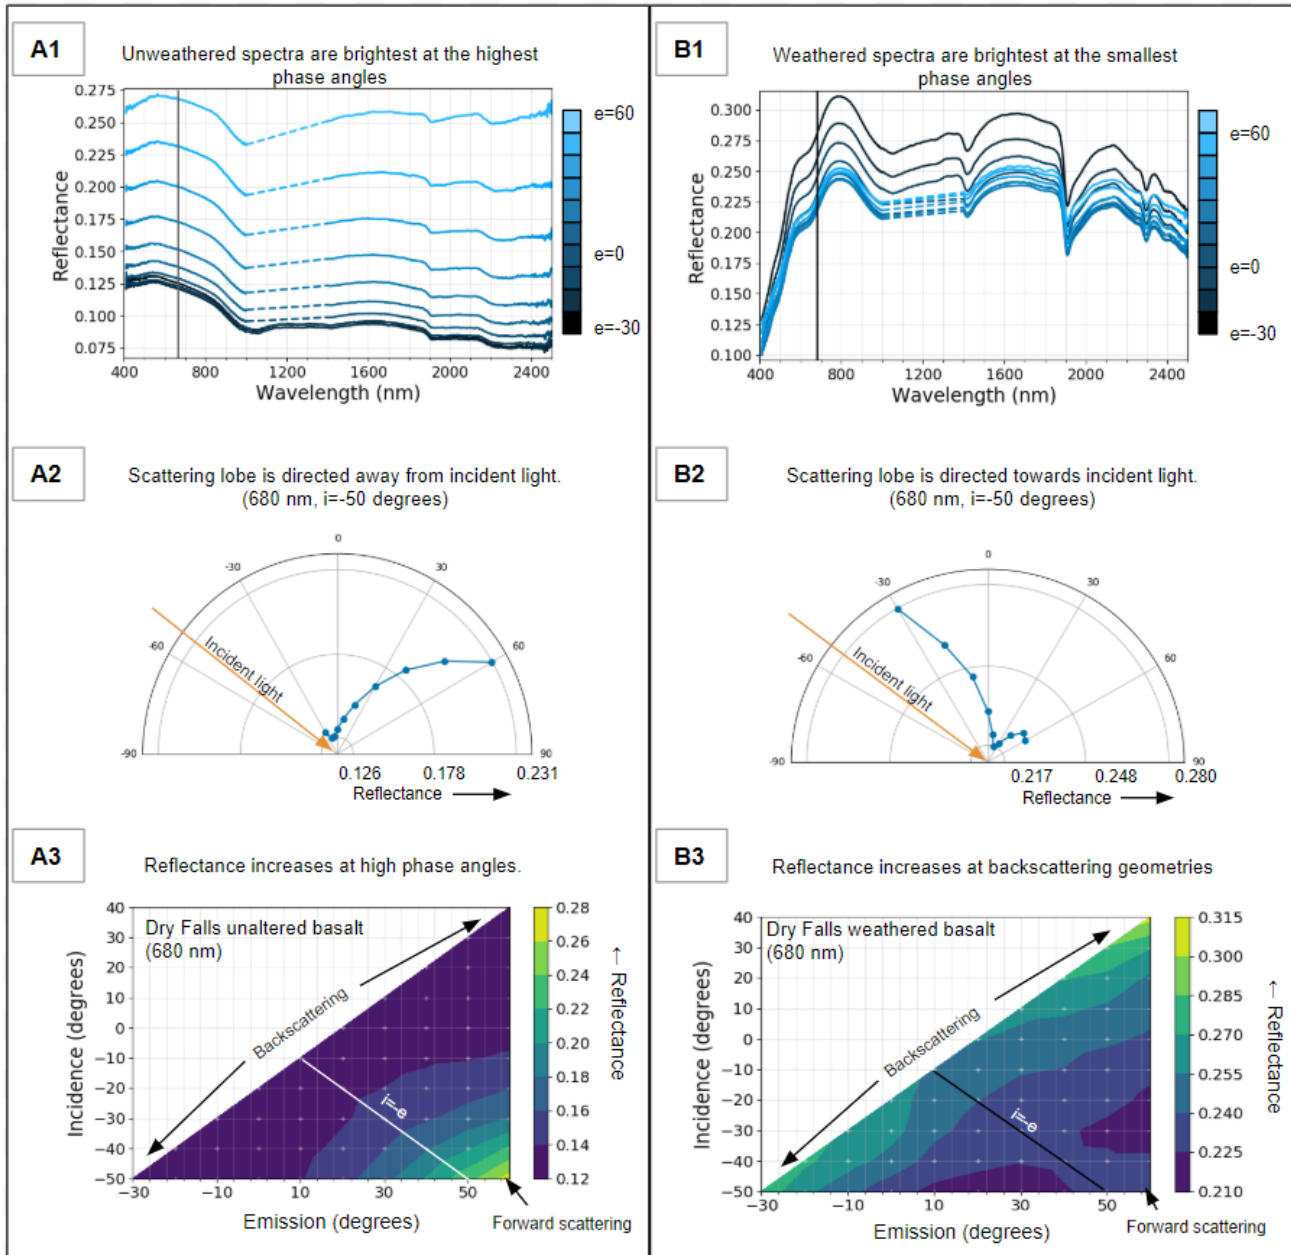 A1
Unweathered spectra are brightest at the highest
phase angles
0.275
0.250
0.225
0.200
0.175
0.150
0.125
0.100
0.075
Reflectance
400
800
1200
1600
2000
2400
Wavelength (nm)
e=60
e=0
e=-30
B1
Weathered spectra are brightest at the smallest
phase angles
0.300
0.275
0.250
0.225
0.200
0.175
0.150
0.125
0.100
Reflectance
400
800
1200
1600
2000
2400
Wavelength (nm)
e=60
e=0
e=-30
A2
Scattering lobe is directed away from incident light.
(680 nm, i=-50 degrees)
0
-30
30
-60
60
-90
90
Incident light
0.126
0.178
0.231
Reflectance
B2
Scattering lobe is directed towards incident light.
(680 nm, i=-50 degrees)
0
-30
30
-60
60
-90
90
Incident light
0.217
0.248
0.280
Reflectance
A3
Reflectance increases at high phase angles.
Dry Falls unaltered basalt
(680 nm)
Backscattering
i=-e
40
30
20
10
0
−10
−20
−30
−40
−50
Incidence (degrees)
−30
−10
10
30
50
Emission (degrees)
Forward scattering
0.28
0.26
0.24
0.22
0.20
0.18
0.16
0.14
0.12
← Reflectance
B3
Reflectance increases at backscattering geometries
Dry Falls weathered basalt
(680 nm)
Backscattering
i=-e
40
30
20
10
0
−10
−20
−30
−40
−50
Incidence (degrees)
−30
−10
10
30
50
Emission (degrees)
Forward scattering
0.315
0.300
0.285
0.270
0.255
0.240
0.225
0.210
← Reflectance